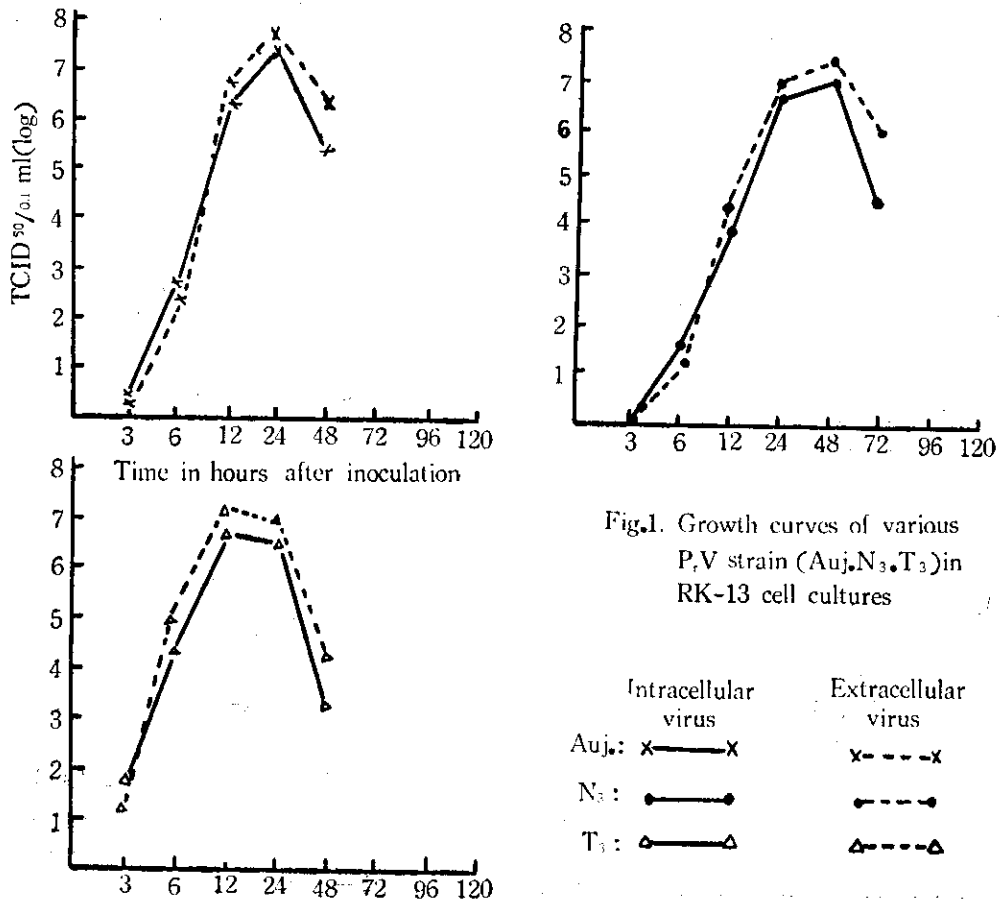 8
7
6
5
4
3
2
1
TCID 50/0.1 ml(log)
3 6 12 24 48 72 96 120
Time in hours after inoculation
8
7
6
5
4
3
2
1
3 6 12 24 48 72 96 120
8
7
6
5
4
3
2
1
3 6 12 24 48 72 96 120
Fig.1. Growth curves of various
P,V strain (Auj.N₃.T₃)in
RK-13 cell cultures
Intracellular Extracellular
virus virus
Auj.:
N₃ :
T₃ :